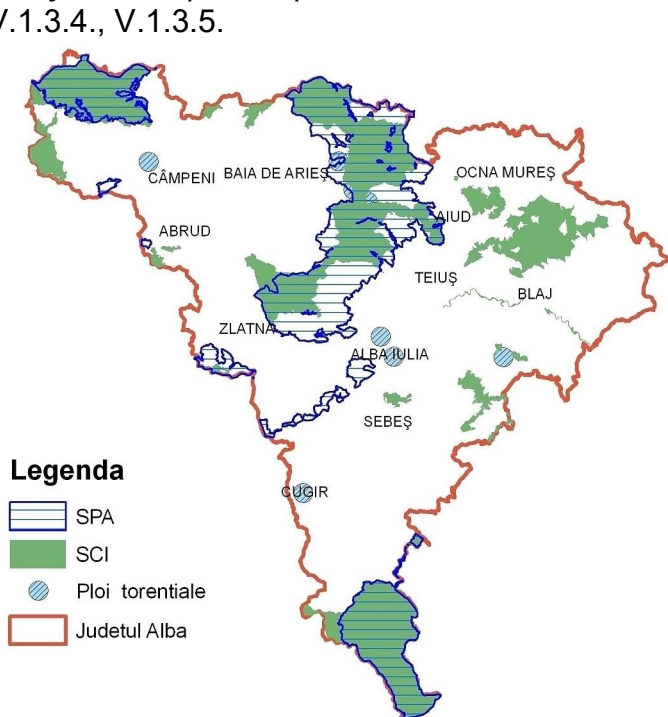 V.1.3.4., V.1.3.5.
CÂMPENI
BAIA DE ARIEȘ
OCNA MUREŞ
ABRUD
AIUD
TEIUŞ
BLAJ
ZLATNA
ALBA IULIA
SEBEŞ
CUGIR
Legenda
SPA
SCI
Ploi torentiale
Judetul Alba